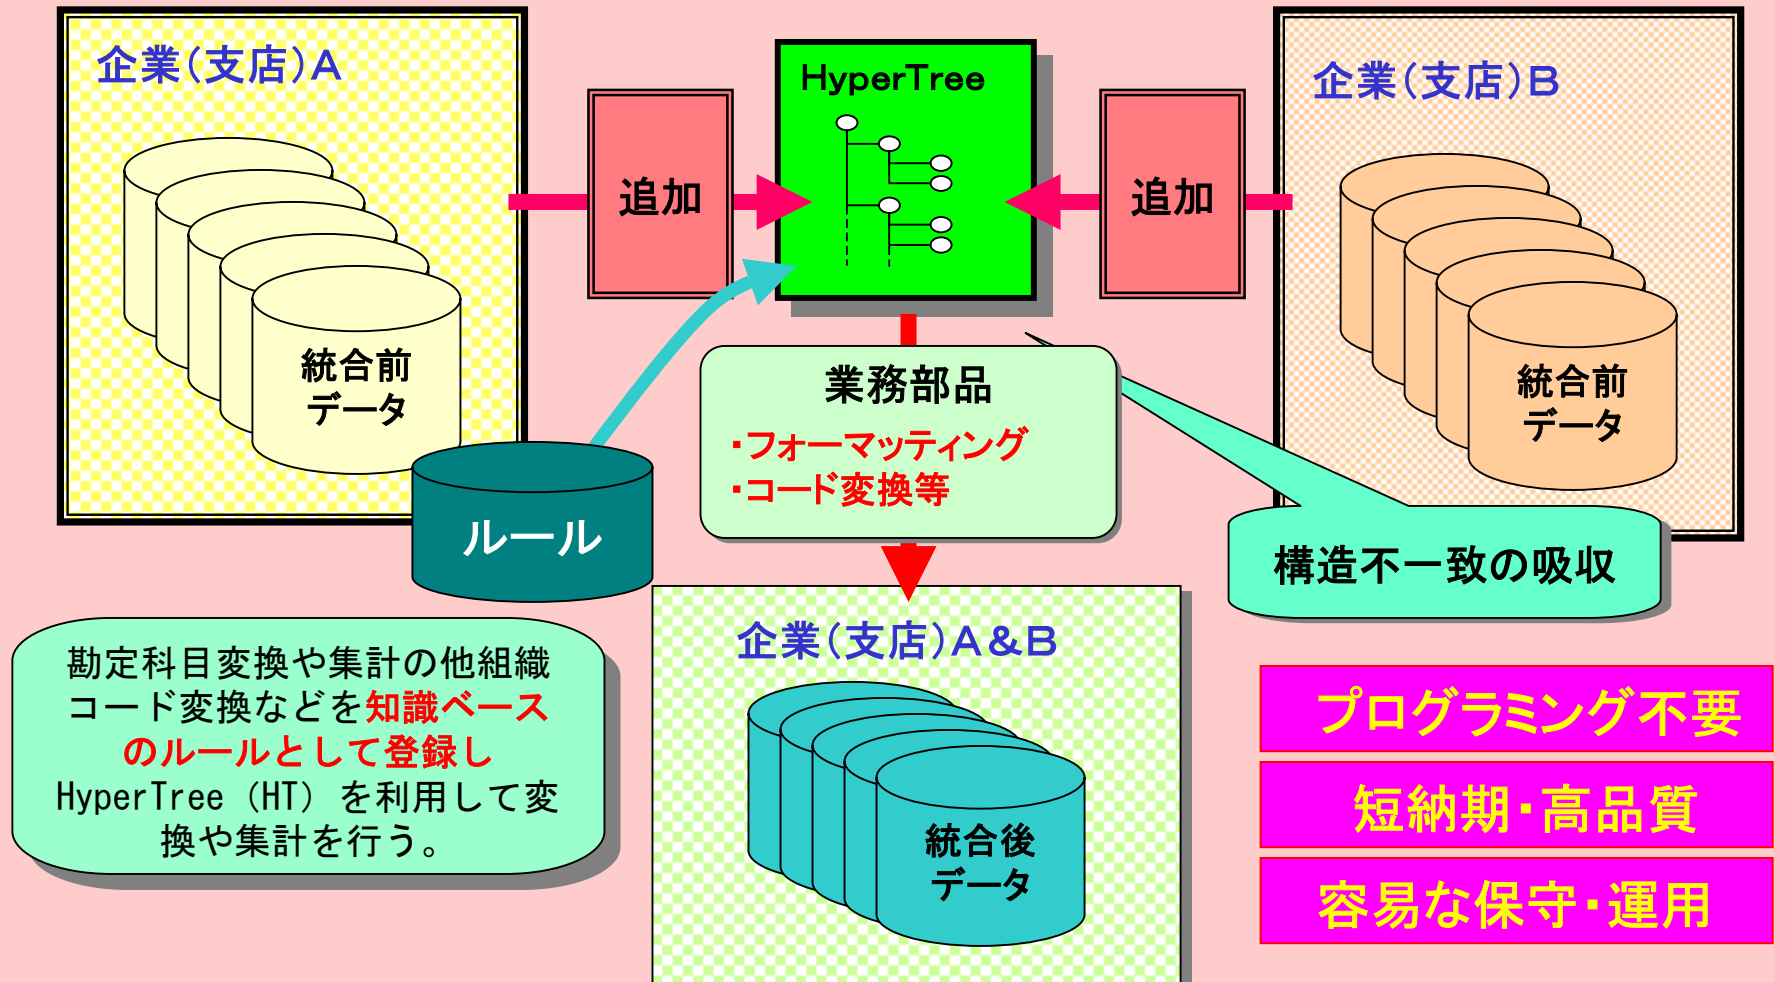 企業(支店)A
統合前
データ
追加
HyperTree
追加
企業(支店)B
統合前
データ
業務部品
・フォーマッティング
・コード変換等
ルール
構造不一致の吸収
勘定科目変換や集計の他組織
コード変換などを知識ベース
のルールとして登録し
HyperTree (HT) を利用して変
換や集計を行う。
企業(支店)A&B
統合後
データ
プログラミング不要
短納期・高品質
容易な保守・運用